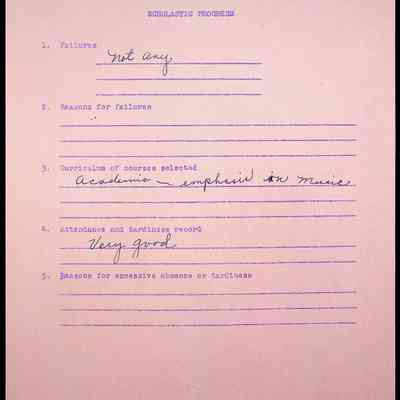 SCHOLASTIC PROGRESS
1. Failures
not any
2. Reasons for failures
3. Curriculum of courses selected
Academic – emphasis in music
4. Attendance and tardiness record
Very good
5. Reasons for excessive absence or tardiness